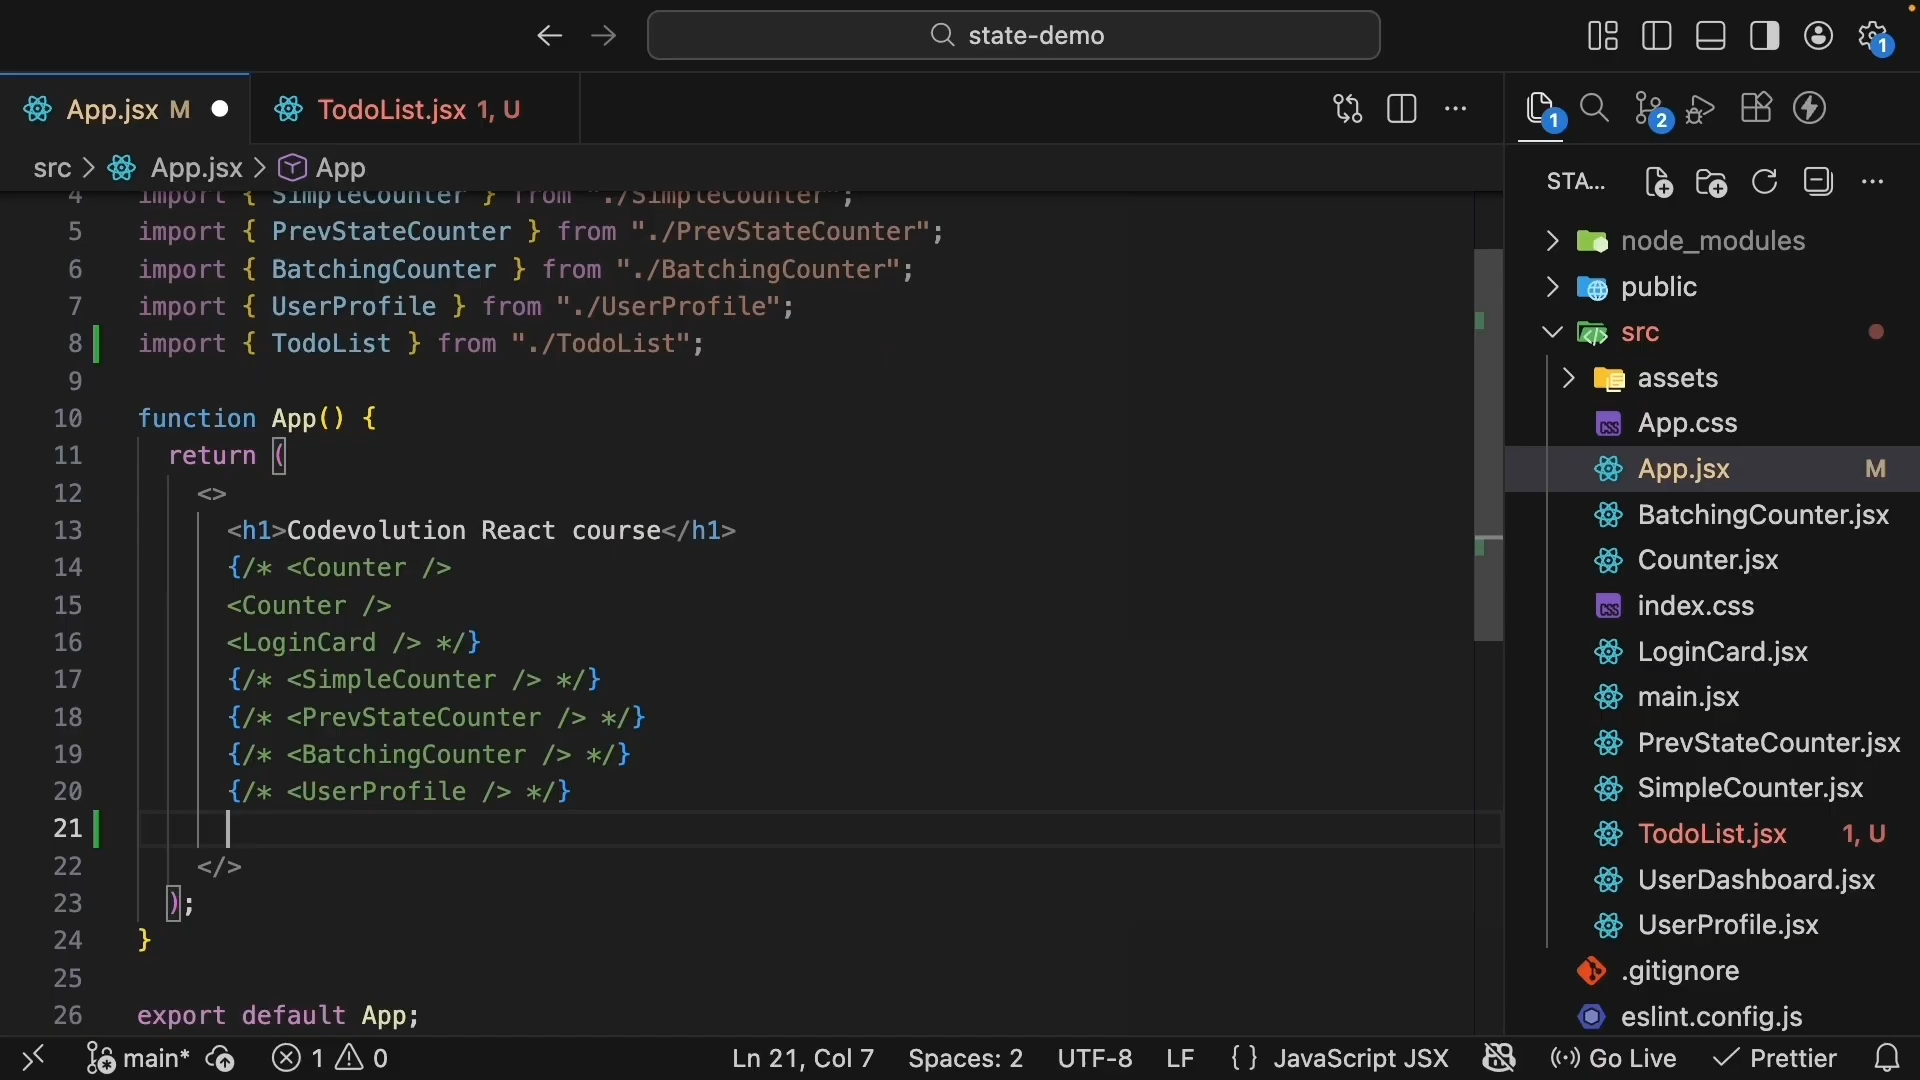 state-demo
1
App.jsx M
TodoList.jsx 1, U
1
2
src > App.jsx > App
STA...
4 import { SimpleCounter } from "./SimpleCounter";
5 import { PrevStateCounter } from "./PrevStateCounter";
6 import { BatchingCounter } from "./BatchingCounter";
7 import { UserProfile } from "./UserProfile";
8 import { TodoList } from "./TodoList";
9
10 function App() {
11 return (
12 <>
13 <h1>Codevolution React course</h1>
14 {/* <Counter />
15 <Counter />
16 <LoginCard /> */}
17 {/* <SimpleCounter /> */}
18 {/* <PrevStateCounter /> */}
19 {/* <BatchingCounter /> */}
20 {/* <UserProfile /> */}
21
22 </>
23 );
24 }
25
26 export default App;
node_modules
public
src
assets
App.css
App.jsx M
BatchingCounter.jsx
Counter.jsx
index.css
LoginCard.jsx
main.jsx
PrevStateCounter.jsx
SimpleCounter.jsx
TodoList.jsx 1, U
UserDashboard.jsx
UserProfile.jsx
.gitignore
eslint.config.js
main* 1 0 Ln 21, Col 7 Spaces: 2 UTF-8 LF {} JavaScript JSX Go Live Prettier